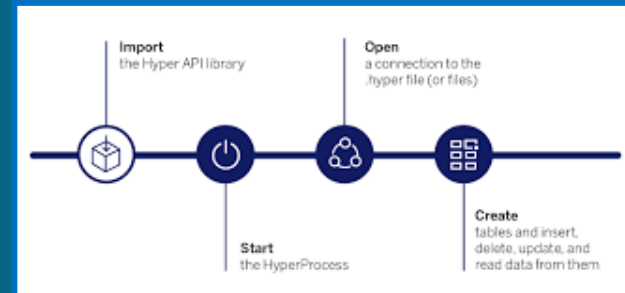 Import
the Hyper API library
Start
the HyperProcess
Open
a connection to the
.hyper file (or files)
Create
tables and insert,
delete, update, and
read data from them